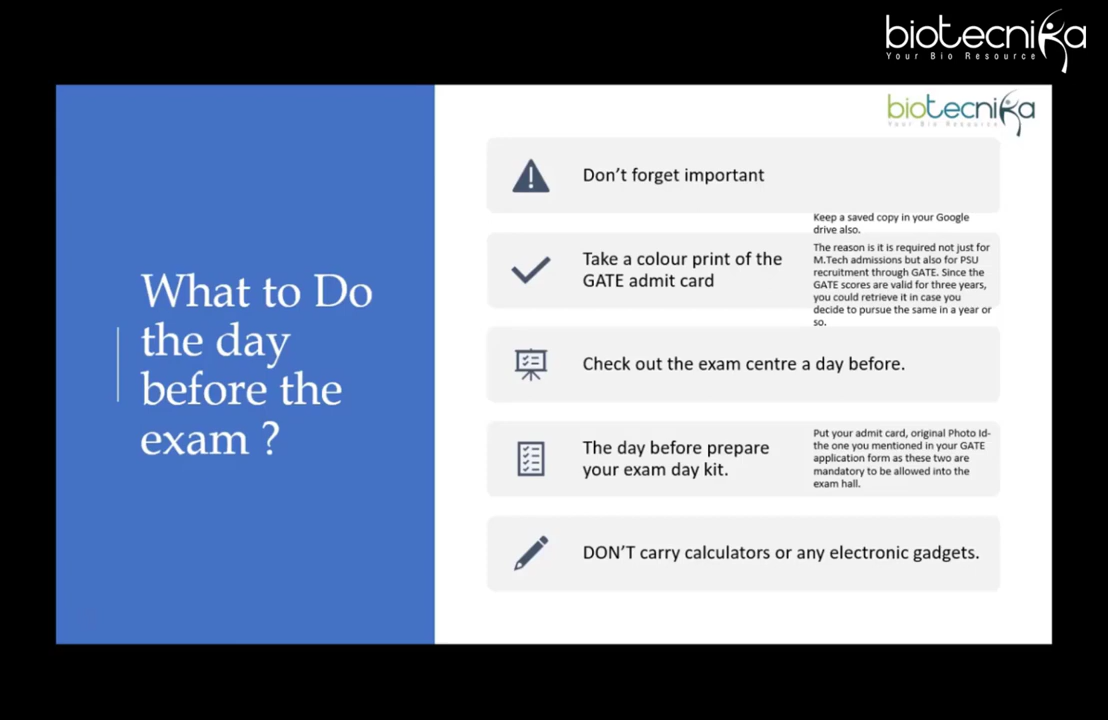 biotecnika
Your Bio Resource
biotecnika
Your Bio Resource
What to Do
the day
before the
exam ?
Don't forget important
Take a colour print of the
GATE admit card
Keep a saved copy in your Google
drive also.
The reason is it is required not just for
M.Tech admissions but also for PSU
recruitment through GATE. Since the
GATE scores are valid for three years,
you could retrieve it in case you
decide to pursue the same in a year or
so.
Check out the exam centre a day before.
The day before prepare
your exam day kit.
Put your admit card, original Photo Id-
the one you mentioned in your GATE
application form as these two are
mandatory to be allowed into the
exam hall.
DON'T carry calculators or any electronic gadgets.